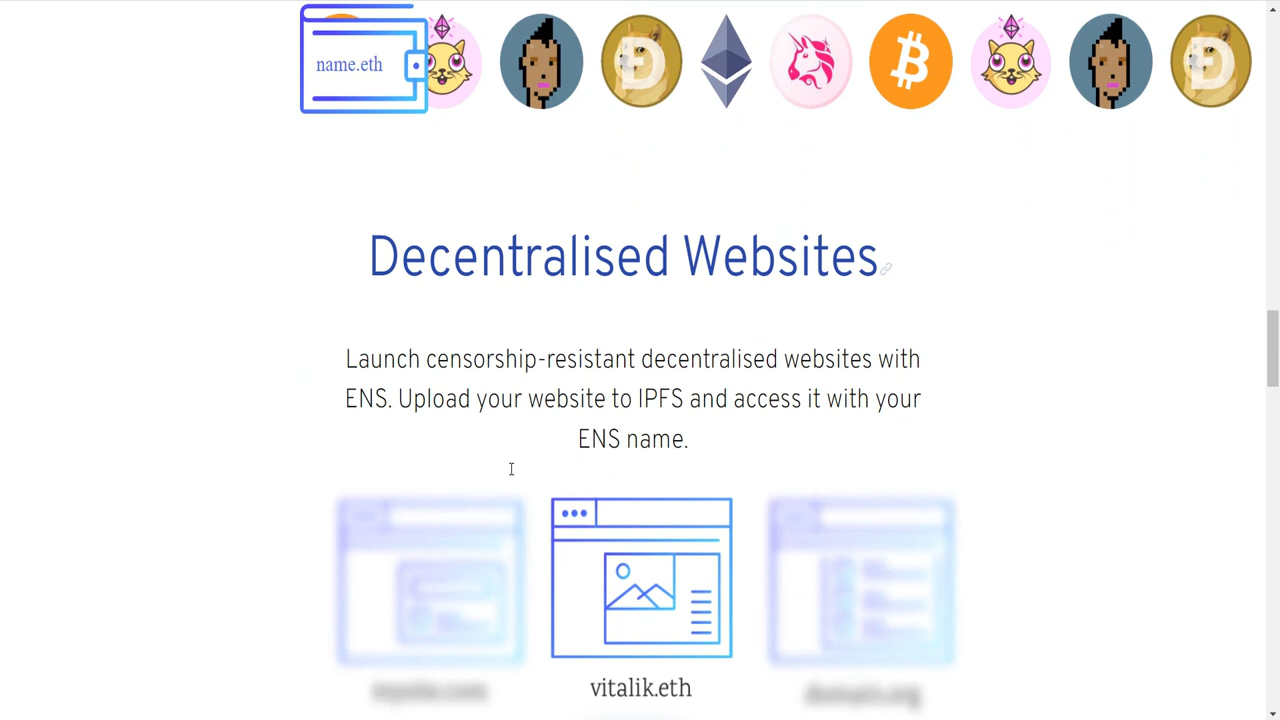 name.eth
Decentralised Websites
Launch censorship-resistant decentralised websites with
ENS. Upload your website to IPFS and access it with your
ENS name.
vitalik.eth